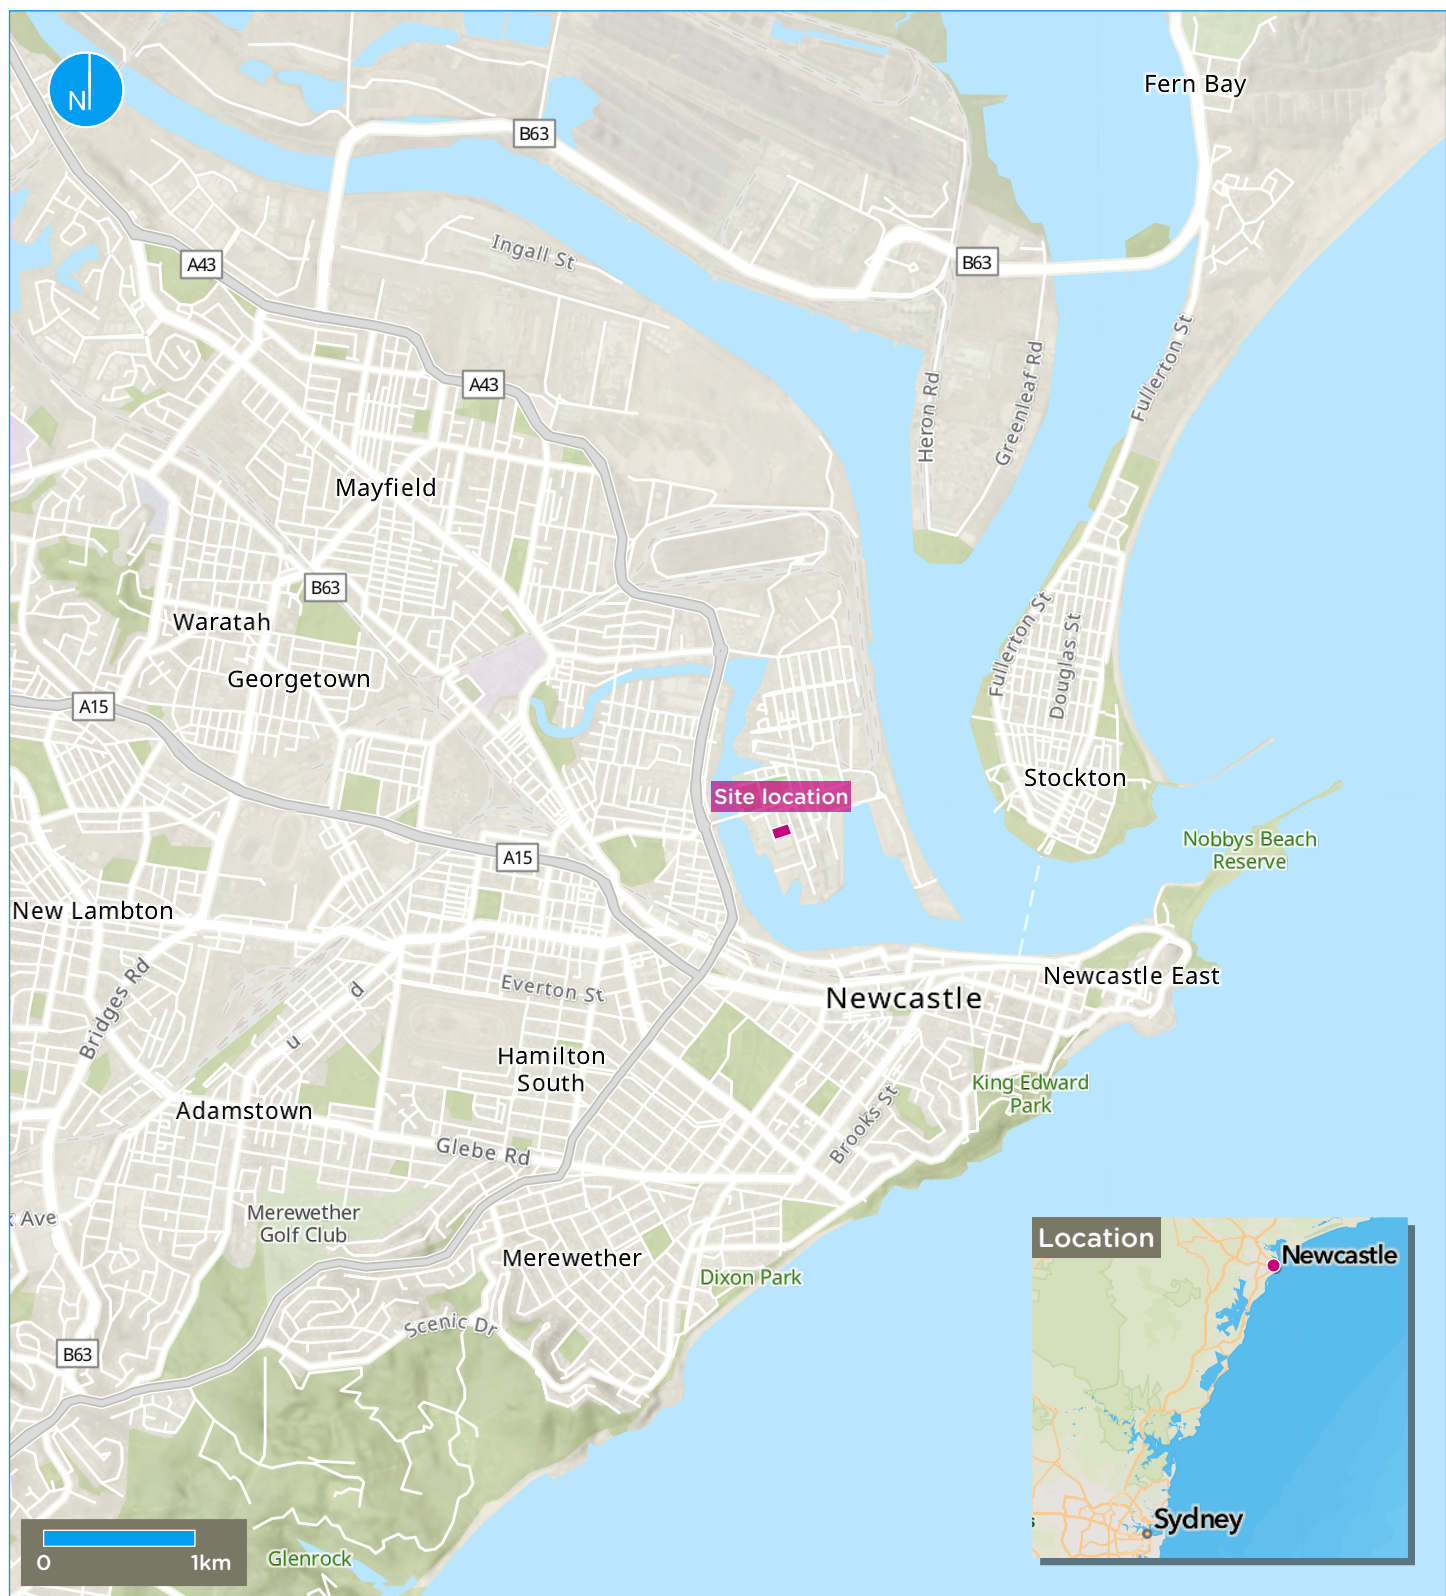 Fern Bay
N
B63
Ingall St
A43
B63
Fullerton St
Heron Rd
Greenleaf Rd
A43
Mayfield
B63
Waratah
Fullerton St
Douglas St
Georgetown
A15
Stockton
Site location
Nobbys Beach
Reserve
A15
New Lambton
Bridges Rd
Everton St
u d
Newcastle East
Newcastle
Hamilton
South
King Edward
Park
Adamstown
Brooks St
Glebe Rd
Merewether
Golf Club
Ave
Merewether
Dixon Park
Scenic Dr
B63
Glenrock
0 1km
Location
Newcastle
Sydney